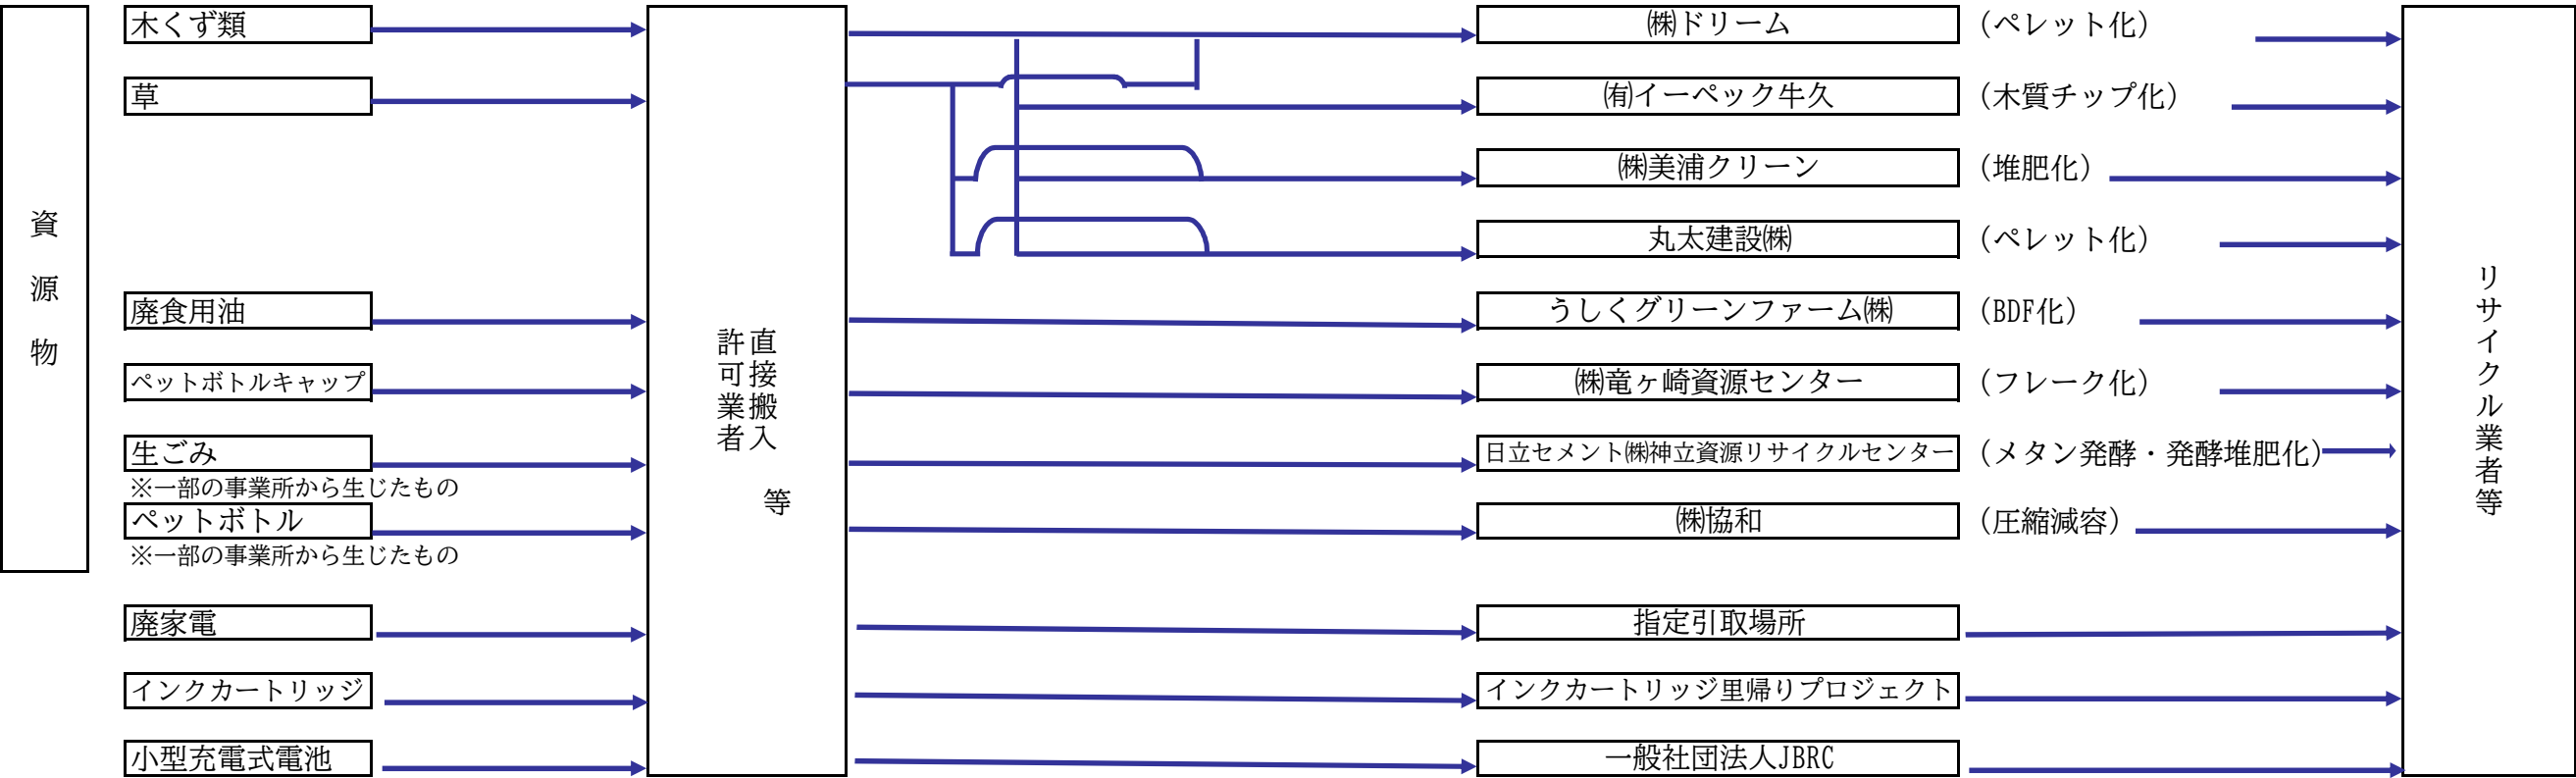 資源物
木くず類
草
廃食用油
ペットボトルキャップ
生ごみ
※一部の事業所から生じたもの
ペットボトル
※一部の事業所から生じたもの
廃家電
インクカートリッジ
小型充電式電池
直接搬入
許可業者
等
㈱ドリーム
㈲イーペック牛久
㈱美浦クリーン
丸太建設㈱
うしくグリーンファーム㈱
㈱竜ヶ崎資源センター
日立セメント㈱神立資源リサイクルセンター
㈱協和
指定引取場所
インクカートリッジ里帰りプロジェクト
一般社団法人JBRC
（ペレット化）
（木質チップ化）
（堆肥化）
（ペレット化）
（BDF化）
（フレーク化）
（メタン発酵・発酵堆肥化）
（圧縮減容）
リサイクル業者等